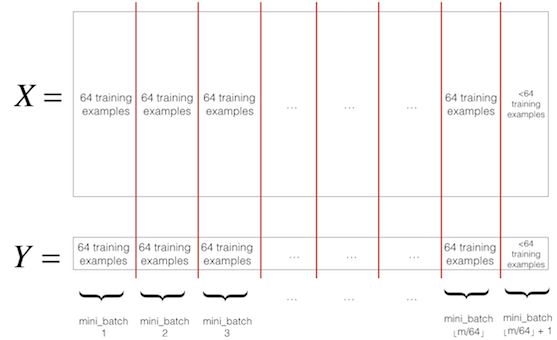 X =
64 training 64 training 64 training ... ... ... 64 training <64
examples examples examples examples training
examples
Y =
64 training 64 training 64 training ... ... ... 64 training <64
examples examples examples examples training
examples
mini_batch mini_batch mini_batch ... ... ... mini_batch mini_batch
1 2 3 ⌊m/64⌋ ⌊m/64⌋ + 1